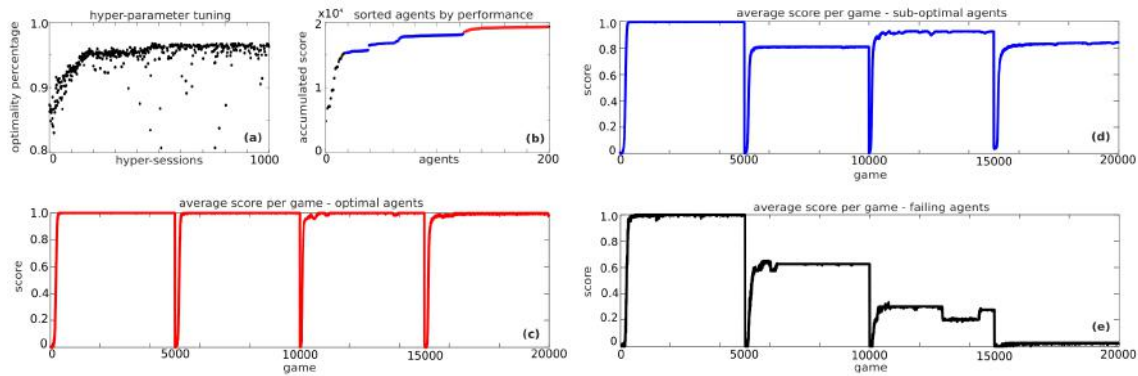 hyper-parameter tuning
optimality percentage
1.0
0.9
0.8
0
1000
hyper-sessions
(a)
sorted agents by performance
x10⁴
accumulated score
2
1
0
0
200
agents
(b)
average score per game - sub-optimal agents
score
1.0
0.8
0.6
0.4
0.2
0
0
5000
10000
15000
20000
game
(d)
average score per game - optimal agents
score
1.0
0.8
0.6
0.4
0.2
0
0
5000
10000
15000
20000
game
(c)
average score per game - failing agents
score
1.0
0.8
0.6
0.4
0.2
0
0
5000
10000
15000
20000
game
(e)